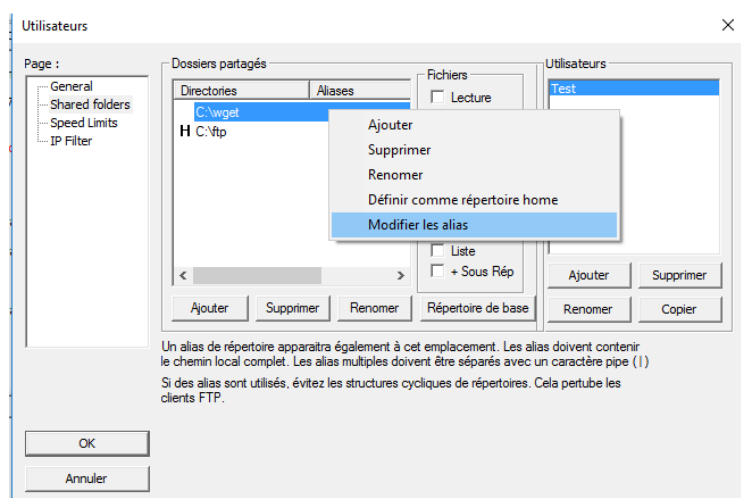 Utilisateurs
Page :
General
Shared folders
Speed Limits
IP Filter
Dossiers partagés
Directories
Aliases
C:\wget
H C:\ftp
Fichiers
Lecture
Ajouter
Supprimer
Renomer
Définir comme répertoire home
Modifier les alias
Liste
+ Sous Rép
Ajouter
Supprimer
Renomer
Répertoire de base
Utilisateurs
Test
Ajouter
Supprimer
Renomer
Copier
Un alias de répertoire apparaitra également à cet emplacement. Les alias doivent contenir
le chemin local complet. Les alias multiples doivent être séparés avec un caractère pipe (|)
Si des alias sont utilisés, évitez les structures cycliques de répertoires. Cela pertube les
clients FTP.
OK
Annuler